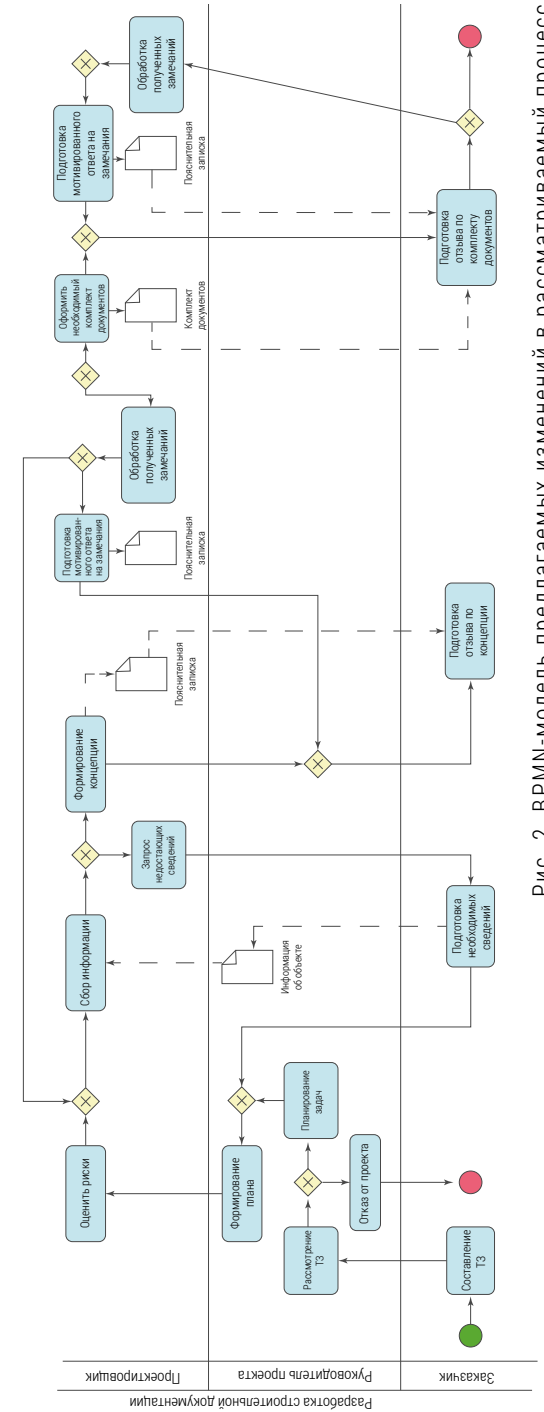 Разработка строительной документации
Проектировщик
Руководитель проекта
Заказчик
Составление
ТЗ
Рассмотрение
ТЗ
Отказ от проекта
Планирование
задач
Формирование
плана
Оценить риски
Сбор информации
Информация
об объекте
Подготовка
необходимых
сведений
Запрос
недостающих
сведений
Формирование
концепции
Пояснительная
записка
Подготовка
отзыва по
концепции
Подготовка
мотивирован-
ного ответа
на замечания
Пояснительная
записка
Обработка
полученных
замечаний
Оформить
необходимый
комплект
документов
Комплект
документов
Подготовка
мотивированного
ответа на
замечания
Пояснительная
записка
Обработка
полученных
замечаний
Подготовка
отзыва по
комплекту
документов
Рис. 2. BPMN-модель предлагаемых изменений в рассматриваемый процесс